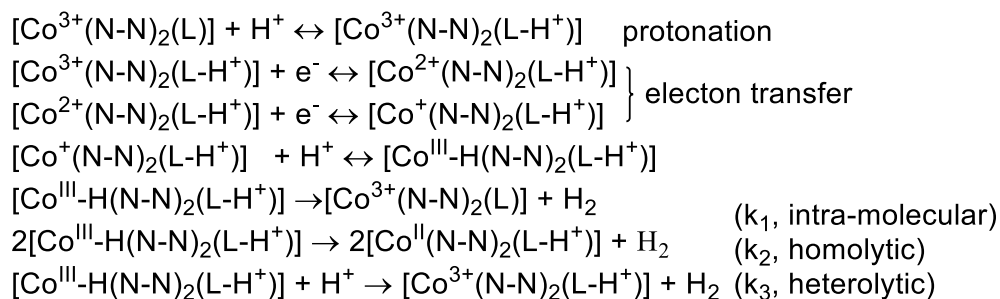 [Co³⁺(N-N)₂(L)] + H⁺ ↔ [Co³⁺(N-N)₂(L-H⁺)] protonation
[Co³⁺(N-N)₂(L-H⁺)] + e⁻ ↔ [Co²⁺(N-N)₂(L-H⁺)]
[Co²⁺(N-N)₂(L-H⁺)] + e⁻ ↔ [Co⁺(N-N)₂(L-H⁺)]
} electon transfer
[Co⁺(N-N)₂(L-H⁺)] + H⁺ ↔ [Coᴵᴵᴵ-H(N-N)₂(L-H⁺)]
[Coᴵᴵᴵ-H(N-N)₂(L-H⁺)] →[Co³⁺(N-N)₂(L)] + H₂ (k₁, intra-molecular)
2[Coᴵᴵᴵ-H(N-N)₂(L-H⁺)] → 2[Coᴵᴵ(N-N)₂(L-H⁺)] + H₂ (k₂, homolytic)
[Coᴵᴵᴵ-H(N-N)₂(L-H⁺)] + H⁺ → [Co³⁺(N-N)₂(L-H⁺)] + H₂ (k₃, heterolytic)